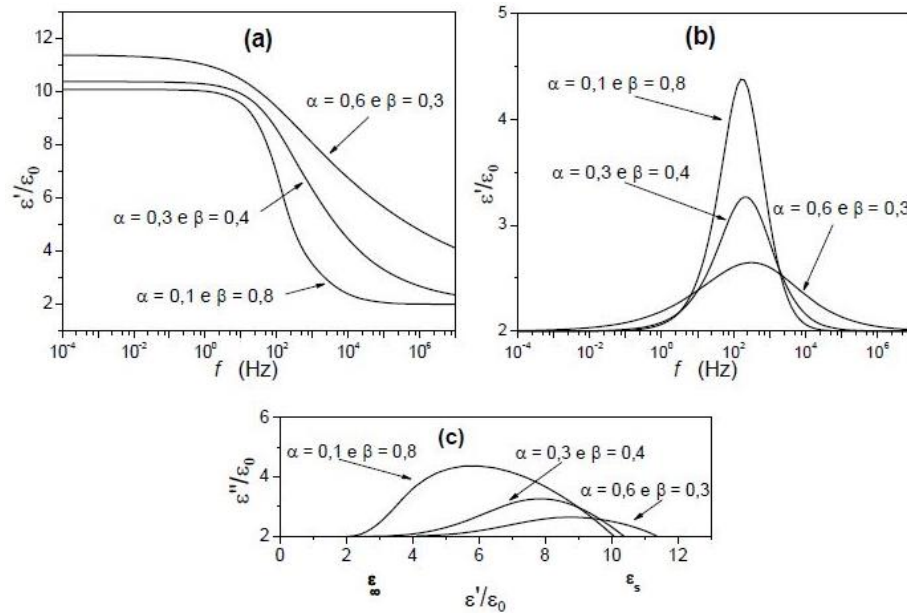 (a)
12
10
8
6
4
2
ε'/ε₀
α = 0,6 e β = 0,3
α = 0,3 e β = 0,4
α = 0,1 e β = 0,8
10⁻⁴ 10⁻² 10⁰ 10² 10⁴ 10⁶
f (Hz)
(b)
5
4
3
2
ε'/ε₀
α = 0,1 e β = 0,8
α = 0,3 e β = 0,4
α = 0,6 e β = 0,3
10⁻⁴ 10⁻² 10⁰ 10² 10⁴ 10⁶
f (Hz)
(c)
6
4
2
ε''/ε₀
α = 0,1 e β = 0,8
α = 0,3 e β = 0,4
α = 0,6 e β = 0,3
0 2 4 6 8 10 12
ε∞ εₛ
ε'/ε₀